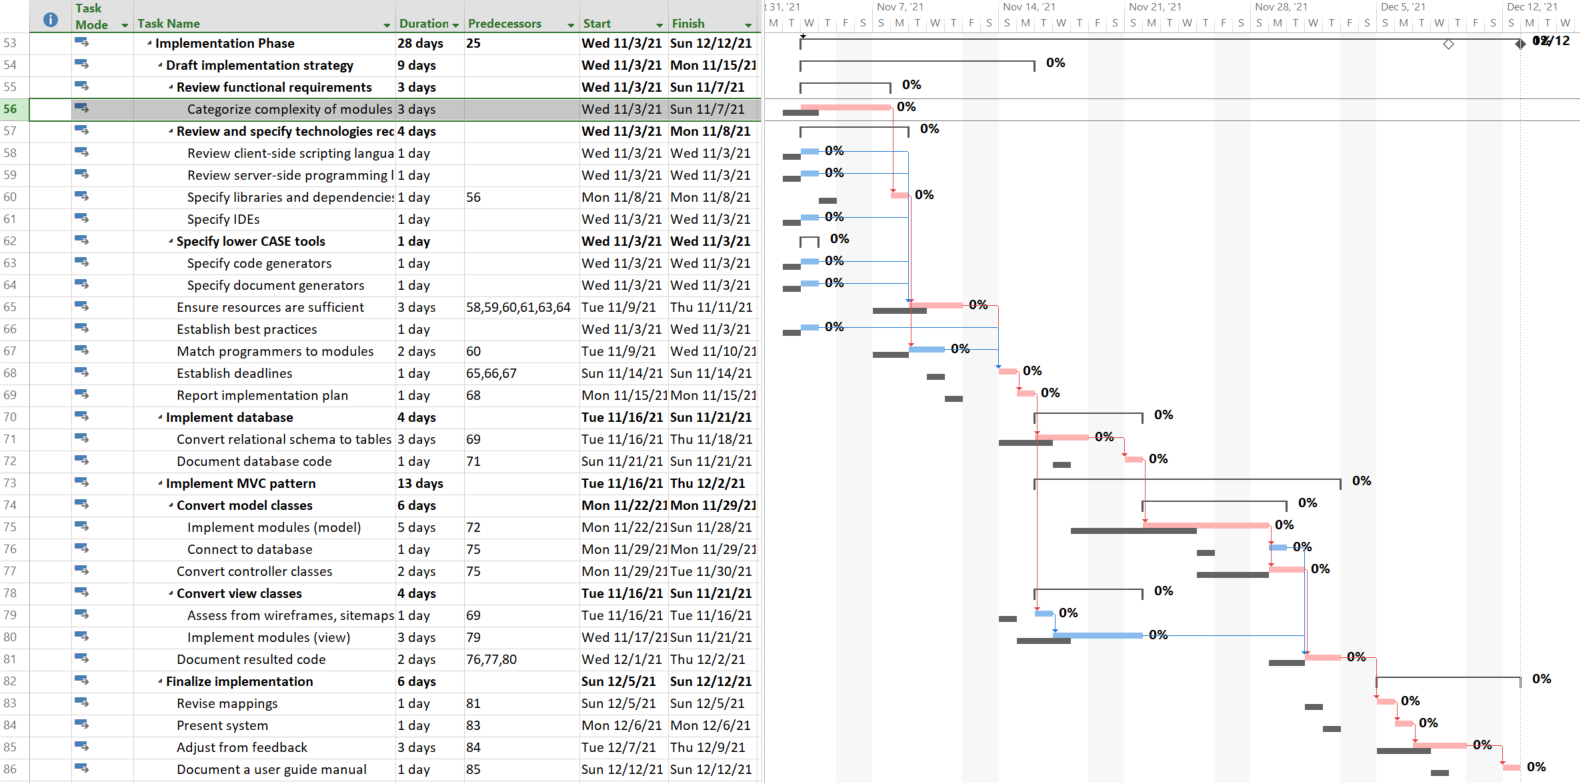 Task Mode Task Name Duration Predecessors Start Finish
31, '21 Nov 7, '21 Nov 14, '21 Nov 21, '21 Nov 28, '21 Dec 5, '21 Dec 12, '21
M T W T F S S M T W T F S S M T W T F S S M T W T F S S M T W T F S S M T W T F S S M T W
53 Implementation Phase 28 days 25 Wed 11/3/21 Sun 12/12/21 12/12
54 Draft implementation strategy 9 days Wed 11/3/21 Mon 11/15/21 0%
55 Review functional requirements 3 days Wed 11/3/21 Sun 11/7/21 0%
56 Categorize complexity of modules 3 days Wed 11/3/21 Sun 11/7/21 0%
57 Review and specify technologies rec 4 days Wed 11/3/21 Mon 11/8/21 0%
58 Review client-side scripting langua 1 day Wed 11/3/21 Wed 11/3/21 0%
59 Review server-side programming l 1 day Wed 11/3/21 Wed 11/3/21 0%
60 Specify libraries and dependencies 1 day 56 Mon 11/8/21 Mon 11/8/21 0%
61 Specify IDEs 1 day Wed 11/3/21 Wed 11/3/21 0%
62 Specify lower CASE tools 1 day Wed 11/3/21 Wed 11/3/21 0%
63 Specify code generators 1 day Wed 11/3/21 Wed 11/3/21 0%
64 Specify document generators 1 day Wed 11/3/21 Wed 11/3/21 0%
65 Ensure resources are sufficient 3 days 58,59,60,61,63,64 Tue 11/9/21 Thu 11/11/21 0%
66 Establish best practices 1 day Wed 11/3/21 Wed 11/3/21 0%
67 Match programmers to modules 2 days 60 Tue 11/9/21 Wed 11/10/21 0%
68 Establish deadlines 1 day 65,66,67 Sun 11/14/21 Sun 11/14/21 0%
69 Report implementation plan 1 day 68 Mon 11/15/21 Mon 11/15/21 0%
70 Implement database 4 days Tue 11/16/21 Sun 11/21/21 0%
71 Convert relational schema to tables 3 days 69 Tue 11/16/21 Thu 11/18/21 0%
72 Document database code 1 day 71 Sun 11/21/21 Sun 11/21/21 0%
73 Implement MVC pattern 13 days Tue 11/16/21 Thu 12/2/21 0%
74 Convert model classes 6 days Mon 11/22/21 Mon 11/29/21 0%
75 Implement modules (model) 5 days 72 Mon 11/22/21 Sun 11/28/21 0%
76 Connect to database 1 day 75 Mon 11/29/21 Mon 11/29/21 0%
77 Convert controller classes 2 days 75 Mon 11/29/21 Tue 11/30/21 0%
78 Convert view classes 4 days Tue 11/16/21 Sun 11/21/21 0%
79 Assess from wireframes, sitemaps 1 day 69 Tue 11/16/21 Tue 11/16/21 0%
80 Implement modules (view) 3 days 79 Wed 11/17/21 Sun 11/21/21 0%
81 Document resulted code 2 days 76,77,80 Wed 12/1/21 Thu 12/2/21 0%
82 Finalize implementation 6 days Sun 12/5/21 Sun 12/12/21 0%
83 Revise mappings 1 day 81 Sun 12/5/21 Sun 12/5/21 0%
84 Present system 1 day 83 Mon 12/6/21 Mon 12/6/21 0%
85 Adjust from feedback 3 days 84 Tue 12/7/21 Thu 12/9/21 0%
86 Document a user guide manual 1 day 85 Sun 12/12/21 Sun 12/12/21 0%